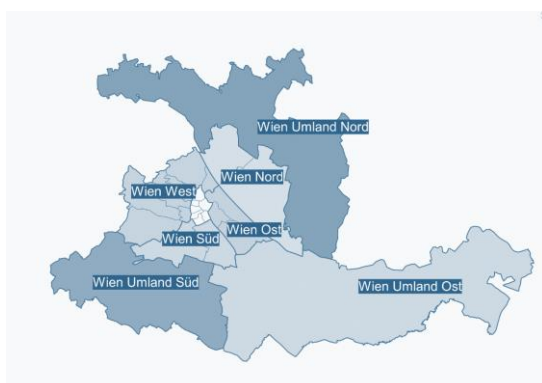 Wien Umland Nord
Wien Nord
Wien West
Wien Ost
Wien Süd
Wien Umland Süd
Wien Umland Ost